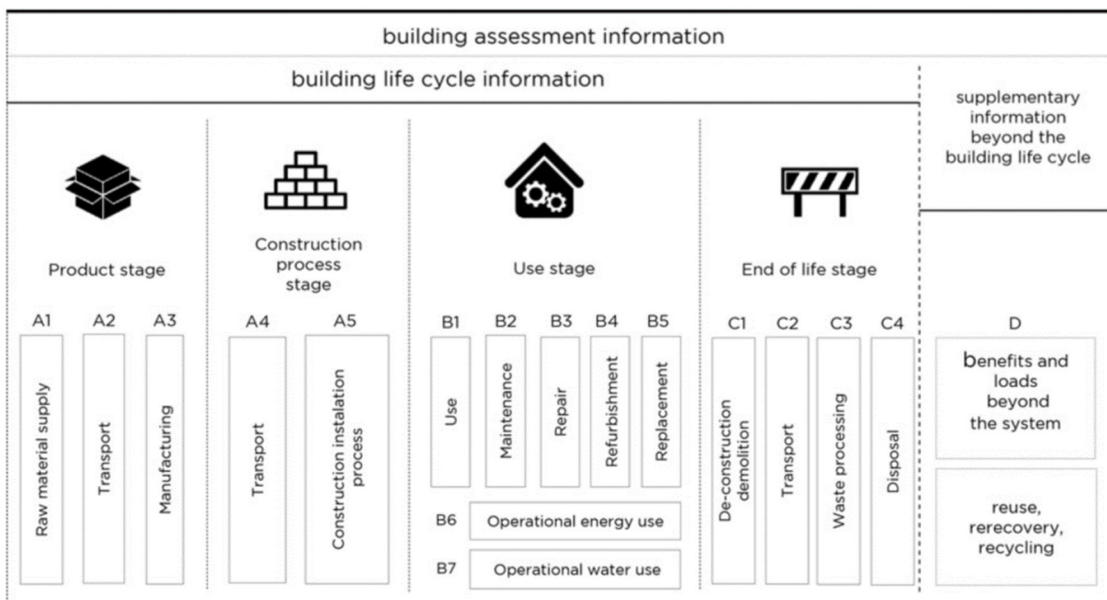 building assessment information
building life cycle information
supplementary
information
beyond the
building life cycle
Product stage
Construction
process
stage
Use stage
End of life stage
A1
A2
A3
A4
A5
B1
B2
B3
B4
B5
C1
C2
C3
C4
D
Raw material supply
Transport
Manufacturing
Transport
Construction instalation
process
Use
Maintenance
Repair
Refurbishment
Replacement
B6
Operational energy use
B7
Operational water use
De-construction
demolition
Transport
Waste processing
Disposal
benefits and
loads
beyond
the system
reuse,
rerecovery,
recycling